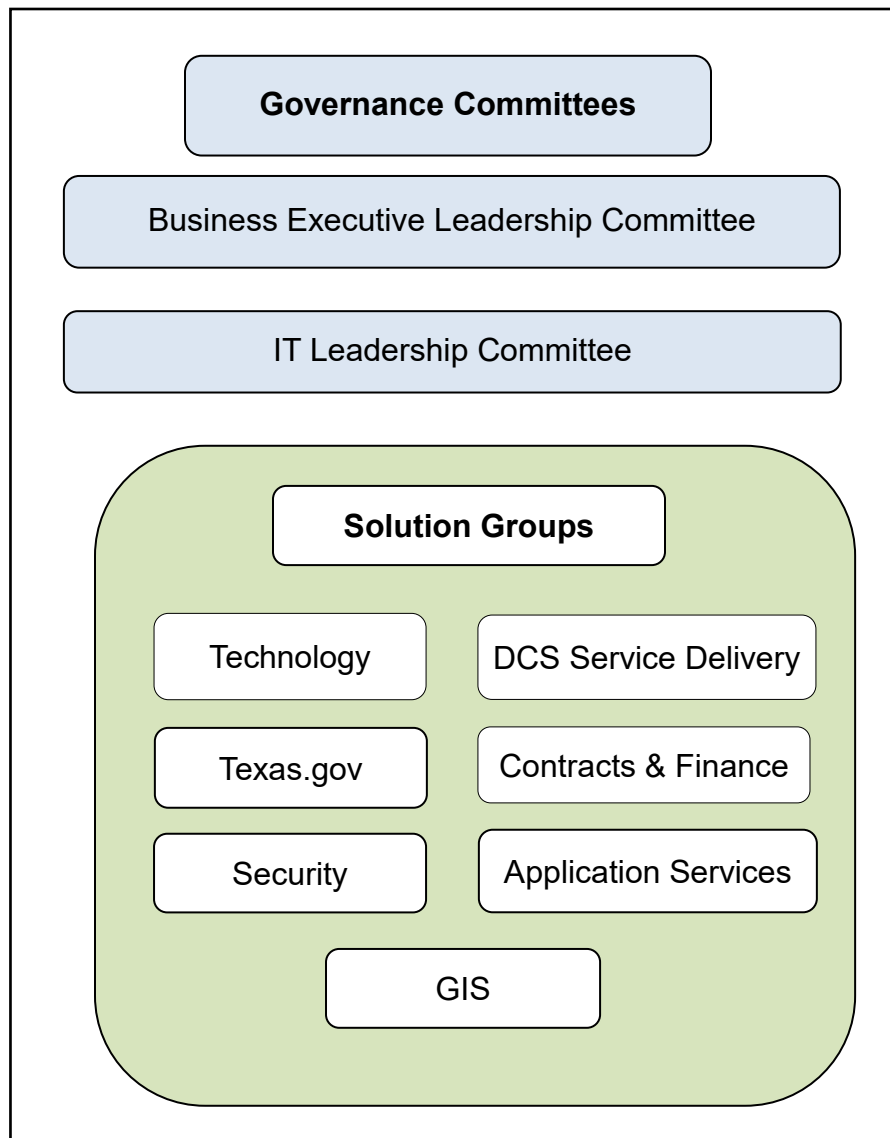 Governance Committees
Business Executive Leadership Committee
IT Leadership Committee
Solution Groups
Technology
DCS Service Delivery
Texas.gov
Contracts & Finance
Security
Application Services
GIS